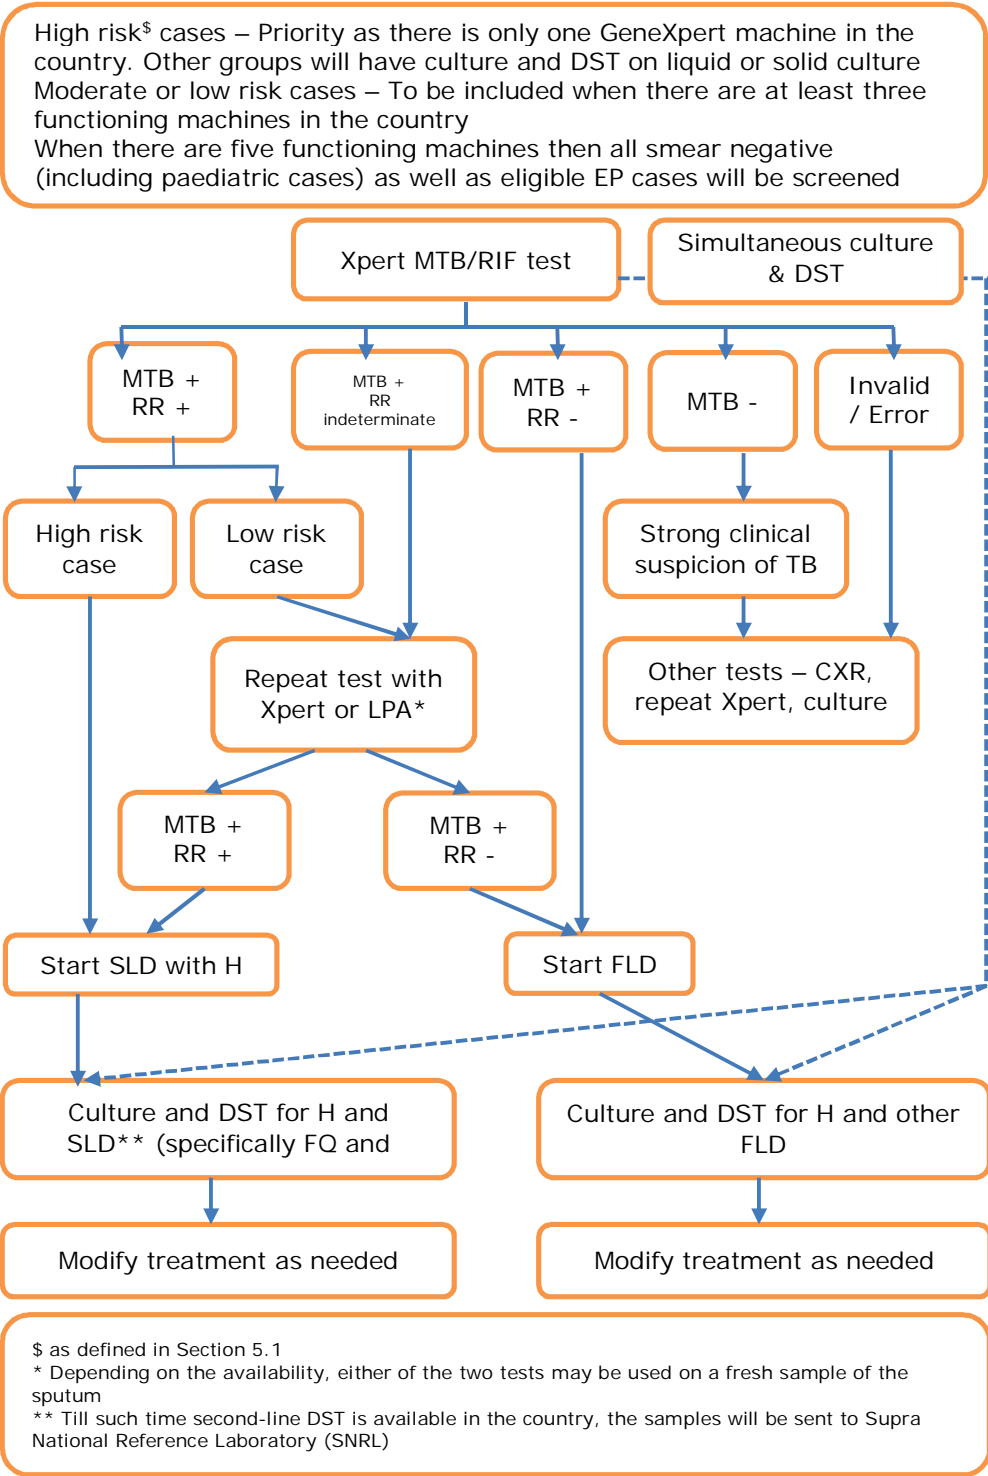 High risk$ cases – Priority as there is only one GeneXpert machine in the
country. Other groups will have culture and DST on liquid or solid culture
Moderate or low risk cases – To be included when there are at least three
functioning machines in the country
When there are five functioning machines then all smear negative
(including paediatric cases) as well as eligible EP cases will be screened
Xpert MTB/RIF test
Simultaneous culture
& DST
MTB +
RR +
MTB +
RR
indeterminate
MTB +
RR -
MTB -
Invalid
/ Error
High risk
case
Low risk
case
Strong clinical
suspicion of TB
Repeat test with
Xpert or LPA*
Other tests – CXR,
repeat Xpert, culture
MTB +
RR +
MTB +
RR -
Start SLD with H
Start FLD
Culture and DST for H and
SLD** (specifically FQ and
Culture and DST for H and other
FLD
Modify treatment as needed
Modify treatment as needed
$ as defined in Section 5.1
* Depending on the availability, either of the two tests may be used on a fresh sample of the
sputum
** Till such time second-line DST is available in the country, the samples will be sent to Supra
National Reference Laboratory (SNRL)